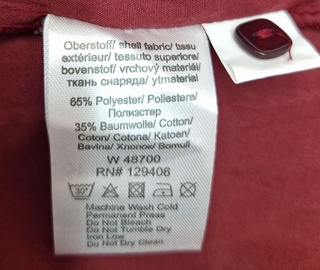 Oberstoff/ shell fabric/ tissu
extérieur/ tessuto superiore/
bovenstof/ vrchový materiál/
ткань снаряда/ ytmaterial
65% Polyester/ Poliestere/
Полиэстер
35% Baumwolle/ Cotton/
Coton/ Cotone/ Katoen/
Bavlna/ Хлопок/ Bomull
W 48700
RN# 129406
30°
Machine Wash Cold
Permanent Press
Do Not Bleach
Do Not Tumble Dry
Iron Low
Do Not Dry Clean